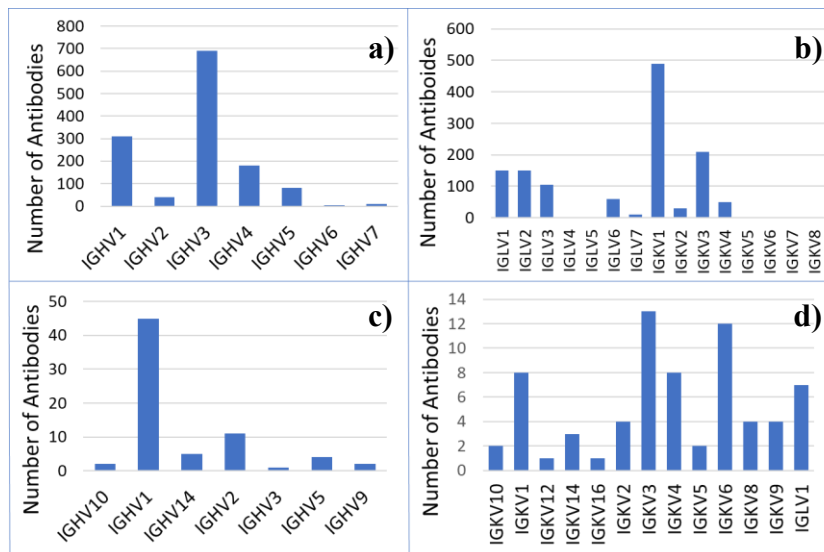 a)
Number of Antibodies
800
700
600
500
400
300
200
100
0
IGHV1
IGHV2
IGHV3
IGHV4
IGHV5
IGHV6
IGHV7
b)
Number of Antiboides
600
500
400
300
200
100
0
IGLV1
IGLV2
IGLV3
IGLV4
IGLV5
IGLV6
IGLV7
IGKV1
IGKV2
IGKV3
IGKV4
IGKV5
IGKV6
IGKV7
IGKV8
c)
Number of Antibodies
50
40
30
20
10
0
IGHV10
IGHV1
IGHV14
IGHV2
IGHV3
IGHV5
IGHV9
d)
Number of Antibodies
14
12
10
8
6
4
2
0
IGKV10
IGKV1
IGKV12
IGKV14
IGKV16
IGKV2
IGKV3
IGKV4
IGKV5
IGKV6
IGKV8
IGKV9
IGLV1